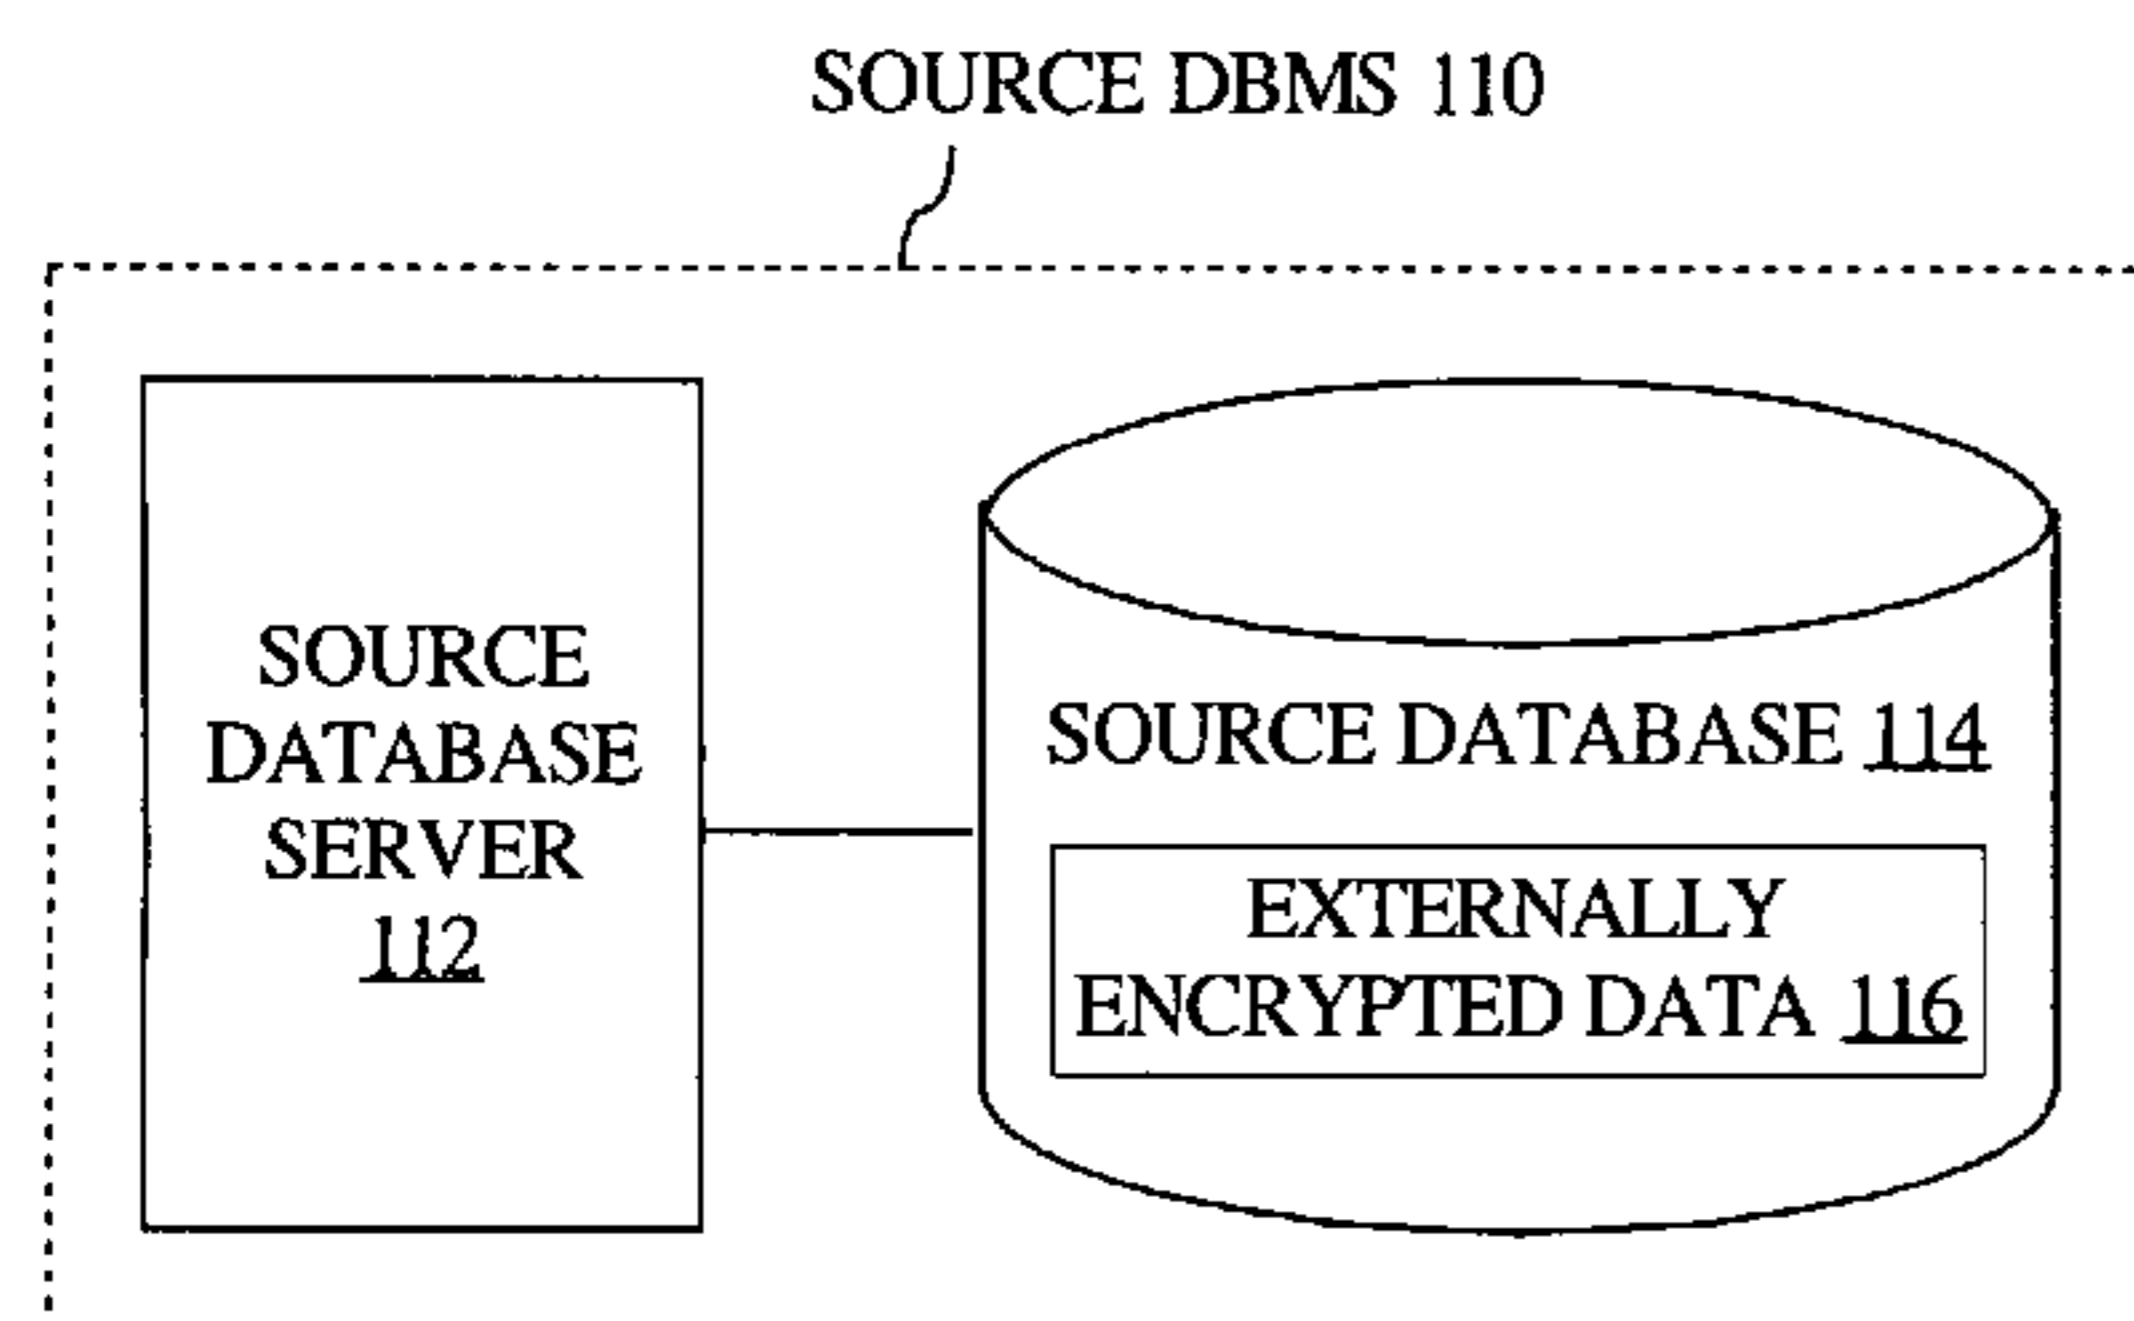 SOURCE DBMS 110
SOURCE
DATABASE
SERVER
112
SOURCE DATABASE 114
EXTERNALLY
ENCRYPTED DATA 116